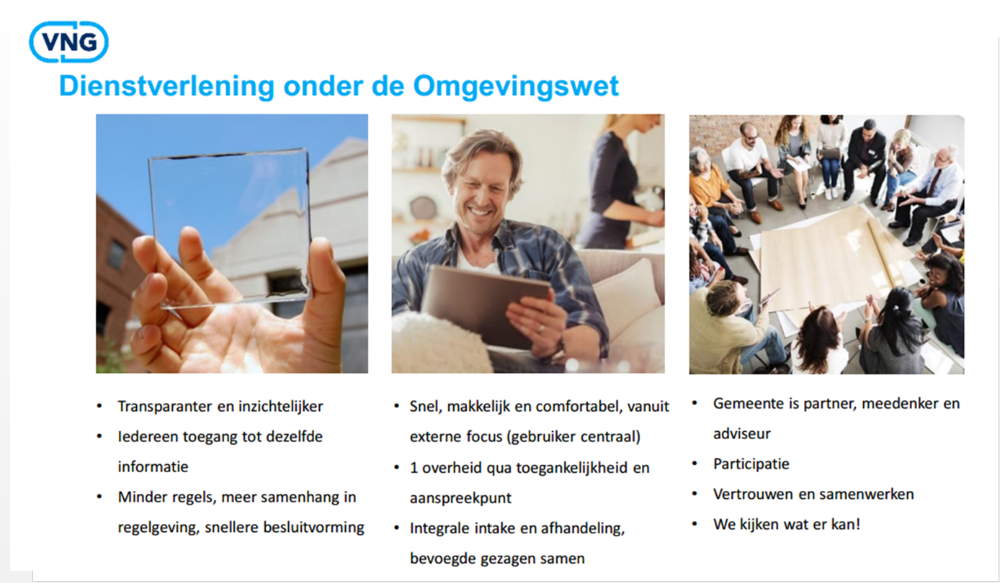 VNG
Dienstverlening onder de Omgevingswet
• Transparanter en inzichtelijker
• Iedereen toegang tot dezelfde
informatie
• Minder regels, meer samenhang in
regelgeving, snellere besluitvorming
• Snel, makkelijk en comfortabel, vanuit
externe focus (gebruiker centraal)
• 1 overheid qua toegankelijkheid en
aanspreekpunt
• Integrale intake en afhandeling,
bevoegde gezagen samen
• Gemeente is partner, meedenker en
adviseur
• Participatie
• Vertrouwen en samenwerken
• We kijken wat er kan!